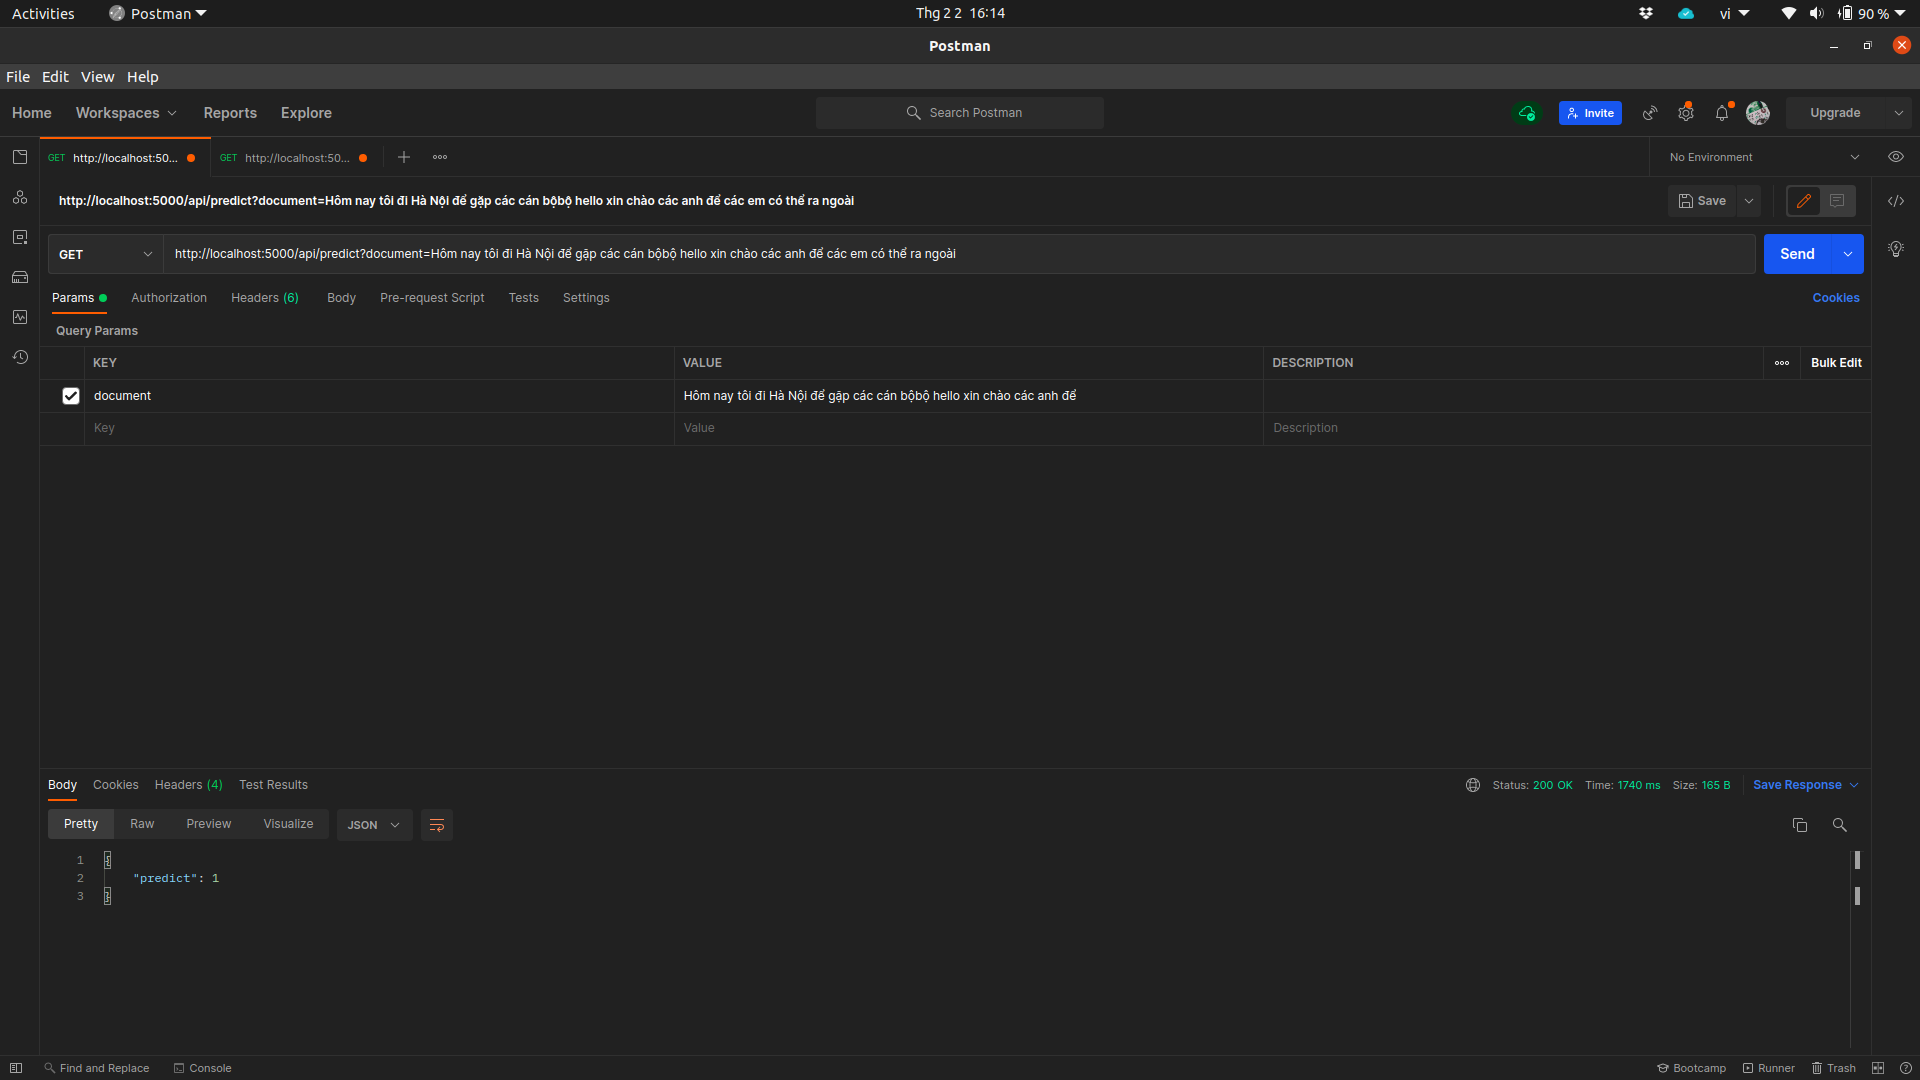 Activities Postman Thg 2 2 16:14 vi 90 %
Postman
File Edit View Help
Home Workspaces Reports Explore Search Postman Invite Upgrade
GET http://localhost:50... GET http://localhost:50... No Environment
http://localhost:5000/api/predict?document=Hôm nay tôi đi Hà Nội để gặp các cán bộbộ hello xin chào các anh để các em có thể ra ngoài Save
GET http://localhost:5000/api/predict?document=Hôm nay tôi đi Hà Nội để gặp các cán bộbộ hello xin chào các anh để các em có thể ra ngoài Send
Params Authorization Headers (6) Body Pre-request Script Tests Settings Cookies
Query Params
KEY VALUE DESCRIPTION Bulk Edit
document Hôm nay tôi đi Hà Nội để gặp các cán bộbộ hello xin chào các anh để
Key Value Description
Body Cookies Headers (4) Test Results Status: 200 OK Time: 1740 ms Size: 165 B Save Response
Pretty Raw Preview Visualize JSON
1 {
2 "predict": 1
3 }
Find and Replace Console Bootcamp Runner Trash